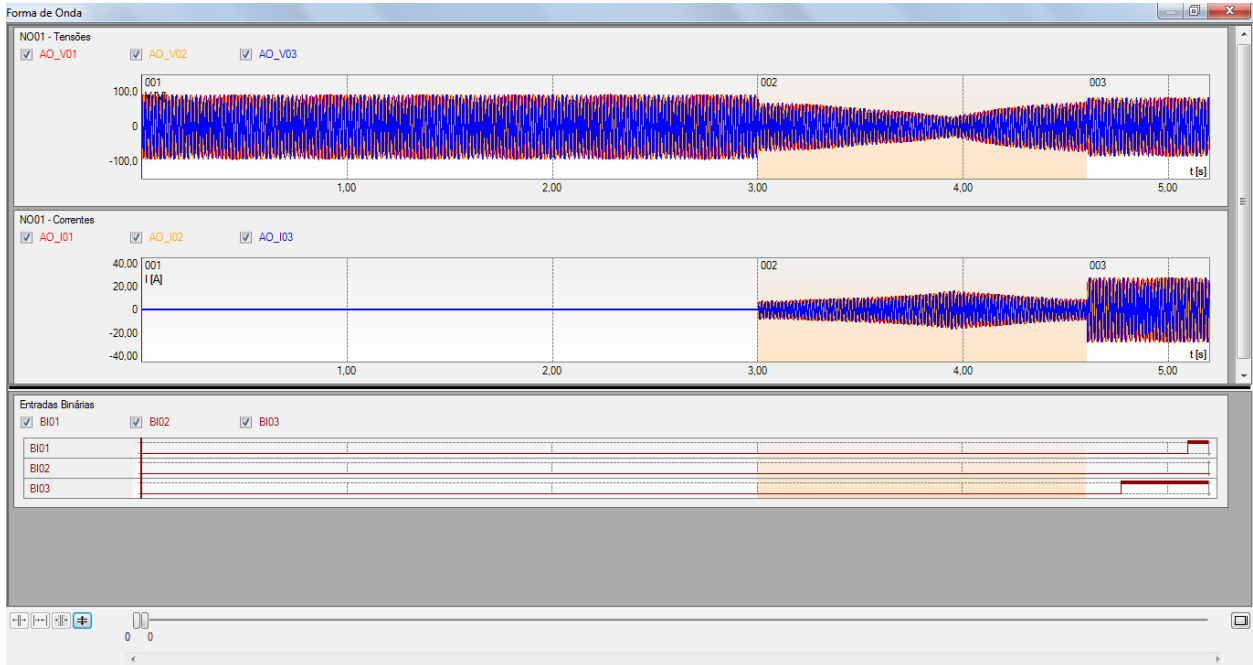 Forma de Onda
NO01 - Tensões
AO_V01 AO_V02 AO_V03
001 002 003
V [V]
100,0
0
-100,0
t [s]
1,00 2,00 3,00 4,00 5,00
NO01 - Correntes
AO_I01 AO_I02 AO_I03
40,00 001 002 003
I [A]
20,00
0
-20,00
-40,00
t [s]
1,00 2,00 3,00 4,00 5,00
Entradas Binárias
BI01 BI02 BI03
BI01
BI02
BI03
0 0